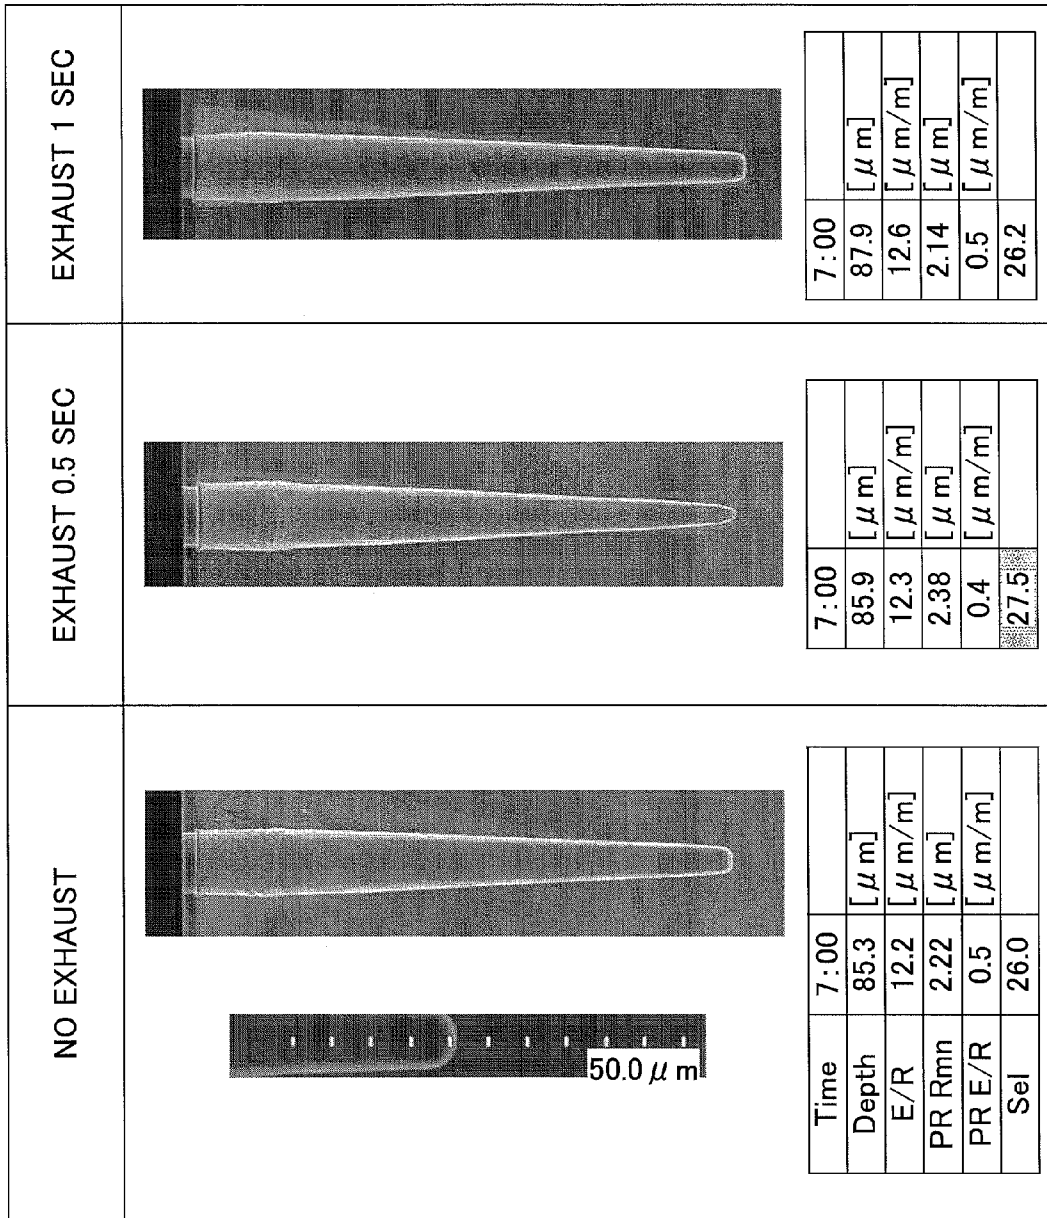 NO EXHAUST
EXHAUST 0.5 SEC
EXHAUST 1 SEC
50.0 μm
Time 7:00 7:00 7:00
Depth 85.3 [μm] 85.9 [μm] 87.9 [μm]
E/R 12.2 [μm/m] 12.3 [μm/m] 12.6 [μm/m]
PR Rmn 2.22 [μm] 2.38 [μm] 2.14 [μm]
PR E/R 0.5 [μm/m] 0.4 [μm/m] 0.5 [μm/m]
Sel 26.0 27.5 26.2